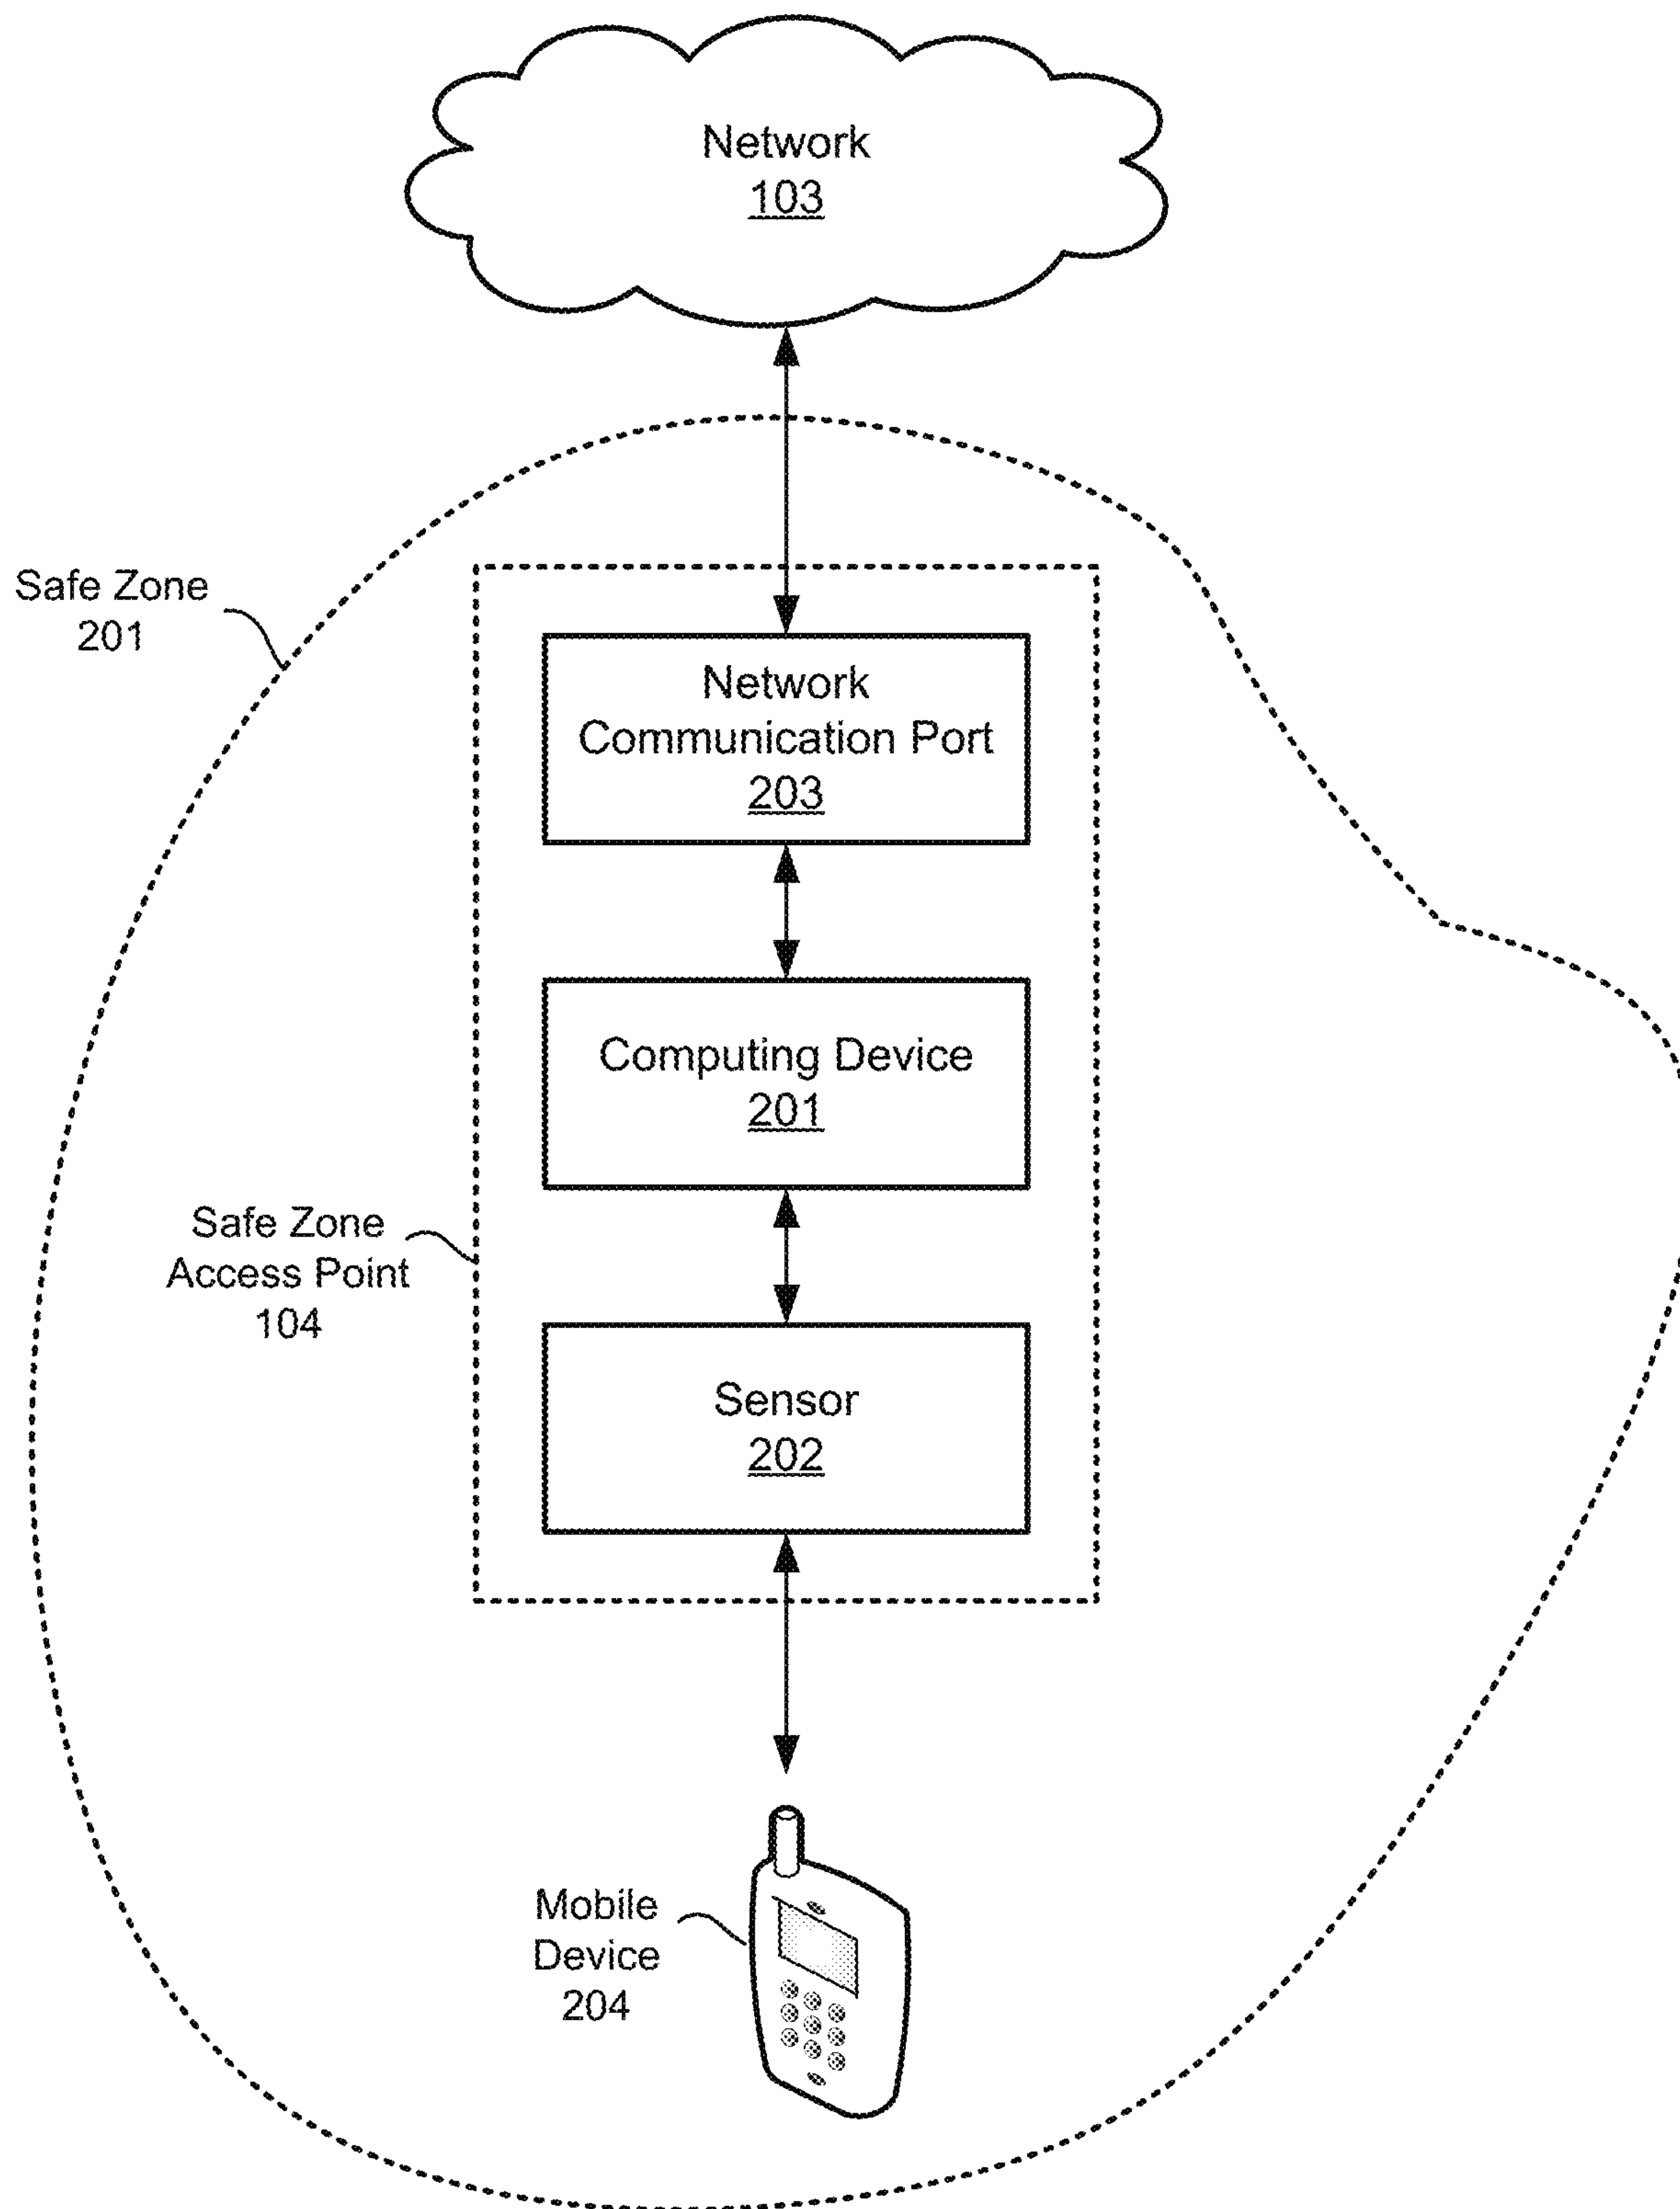 Network
103
Safe Zone
201
Network
Communication Port
203
Computing Device
201
Safe Zone
Access Point
104
Sensor
202
Mobile
Device
204